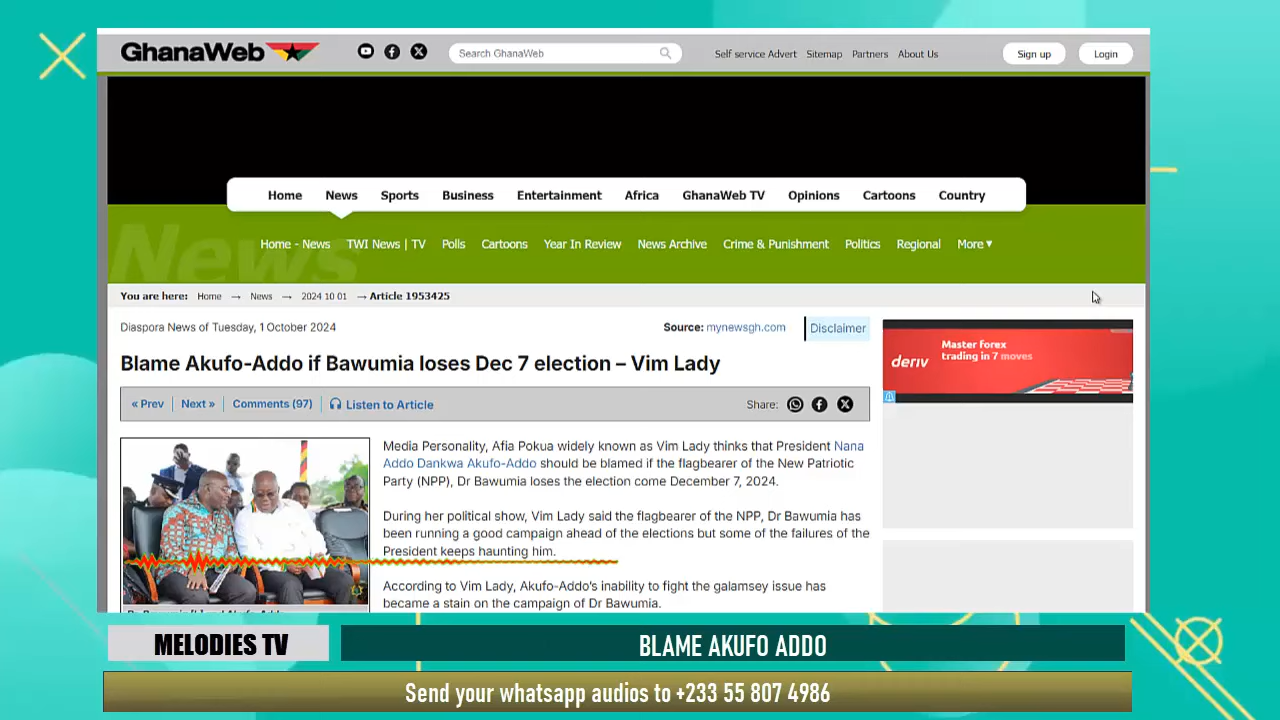 GhanaWeb
Search GhanaWeb
Self service Advert Sitemap Partners About Us
Sign up
Login
Home News Sports Business Entertainment Africa GhanaWeb TV Opinions Cartoons Country
News
Home - News TWI News | TV Polls Cartoons Year In Review News Archive Crime & Punishment Politics Regional More ▾
You are here: Home → News → 2024 10 01 → Article 1953425
Diaspora News of Tuesday, 1 October 2024
Source: mynewsgh.com
Disclaimer
Blame Akufo-Addo if Bawumia loses Dec 7 election – Vim Lady
« Prev Next » Comments (97) Listen to Article
Share:
deriv
Master forex
trading in 7 moves
Media Personality, Afia Pokua widely known as Vim Lady thinks that President Nana
Addo Dankwa Akufo-Addo should be blamed if the flagbearer of the New Patriotic
Party (NPP), Dr Bawumia loses the election come December 7, 2024.
During her political show, Vim Lady said the flagbearer of the NPP, Dr Bawumia has
been running a good campaign ahead of the elections but some of the failures of the
President keeps haunting him.
According to Vim Lady, Akufo-Addo's inability to fight the galamsey issue has
became a stain on the campaign of Dr Bawumia.
MELODIES TV
BLAME AKUFO ADDO
Send your whatsapp audios to +233 55 807 4986